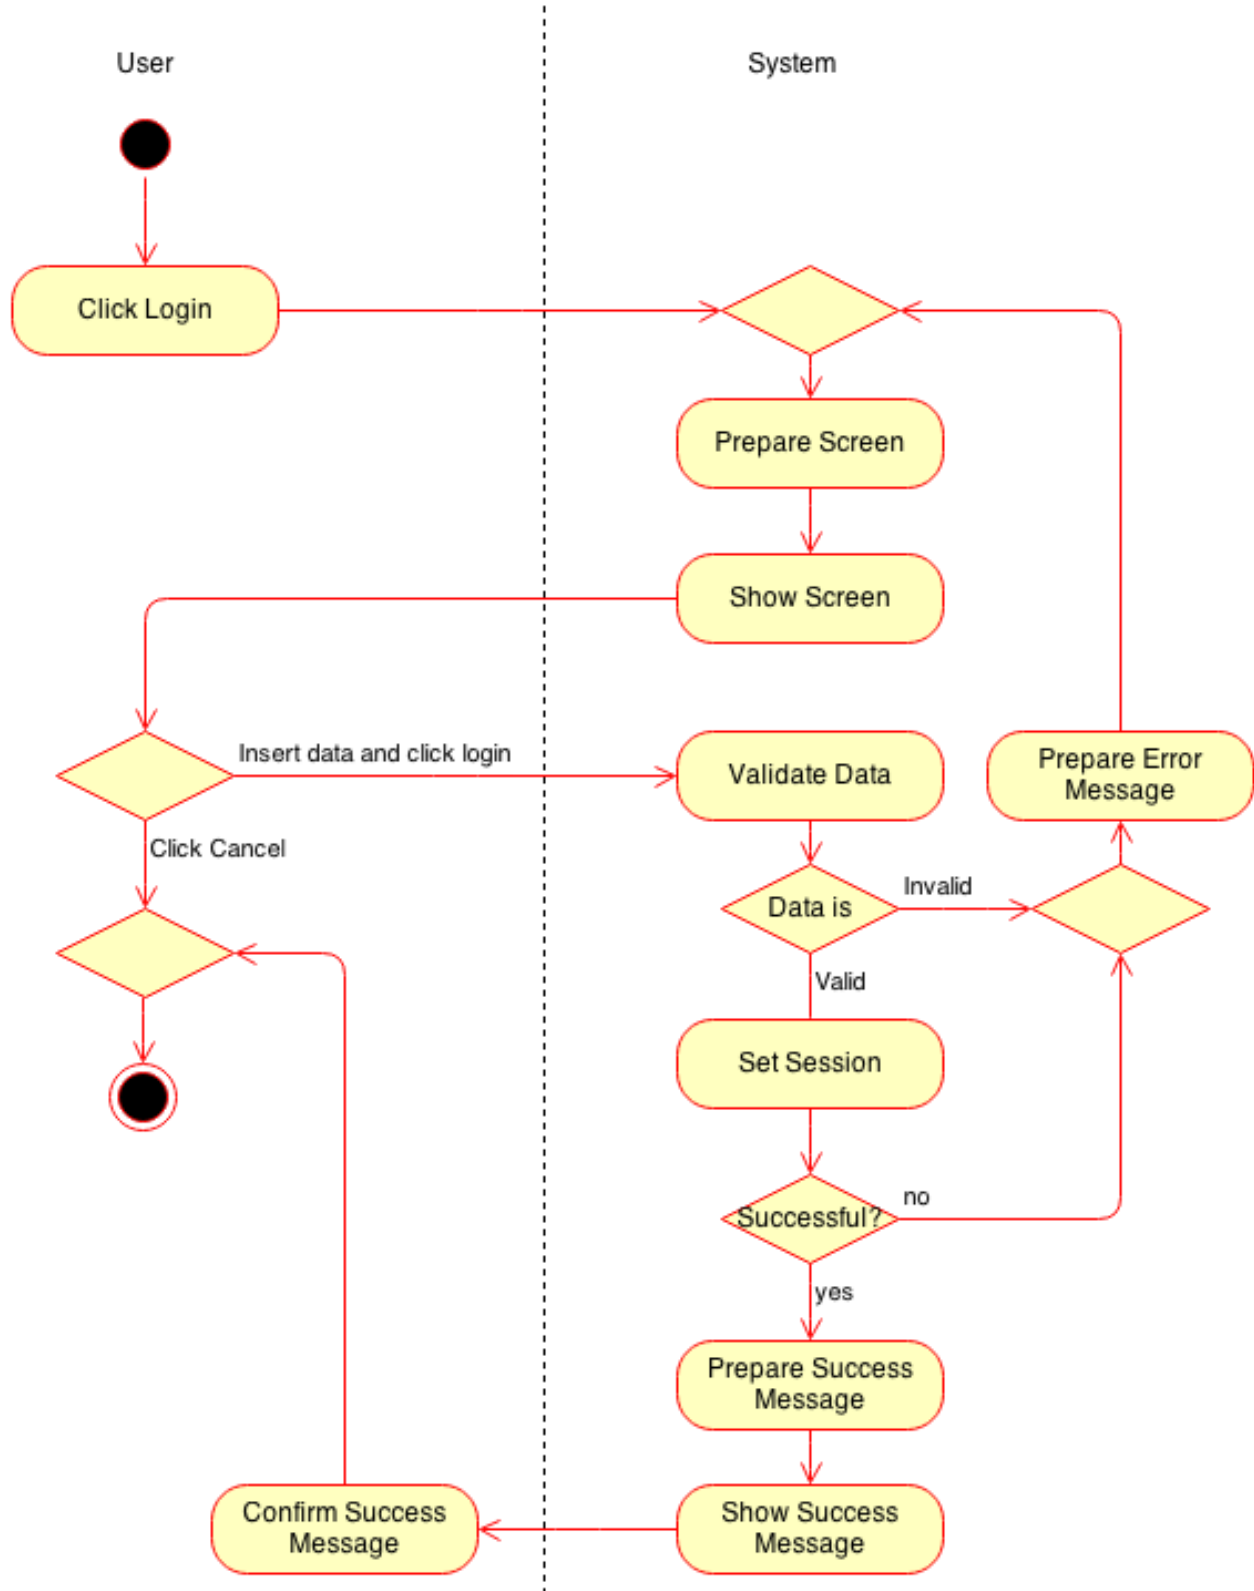 User
System
Click Login
Prepare Screen
Show Screen
Insert data and click login
Validate Data
Prepare Error
Message
Click Cancel
Data is
Invalid
Valid
Set Session
Successful?
no
yes
Prepare Success
Message
Confirm Success
Message
Show Success
Message